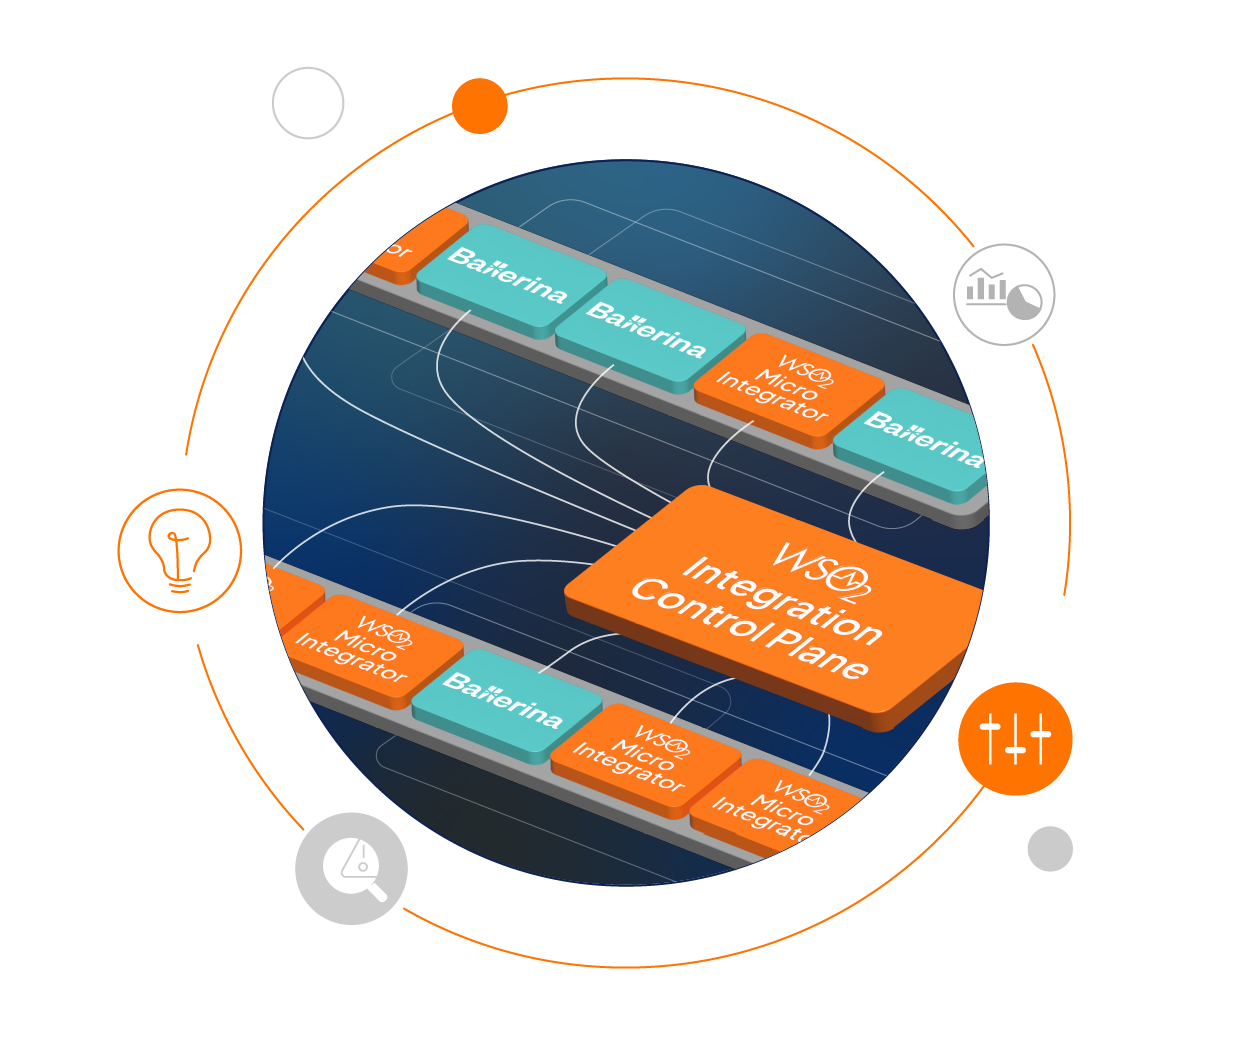 Ballerina
Ballerina
WSO2
Micro
Integrator
Ballerina
WSO2
Integration
Control Plane
WSO2
Micro
Integrator
Ballerina
WSO2
Micro
Integrator
WSO2
Micro